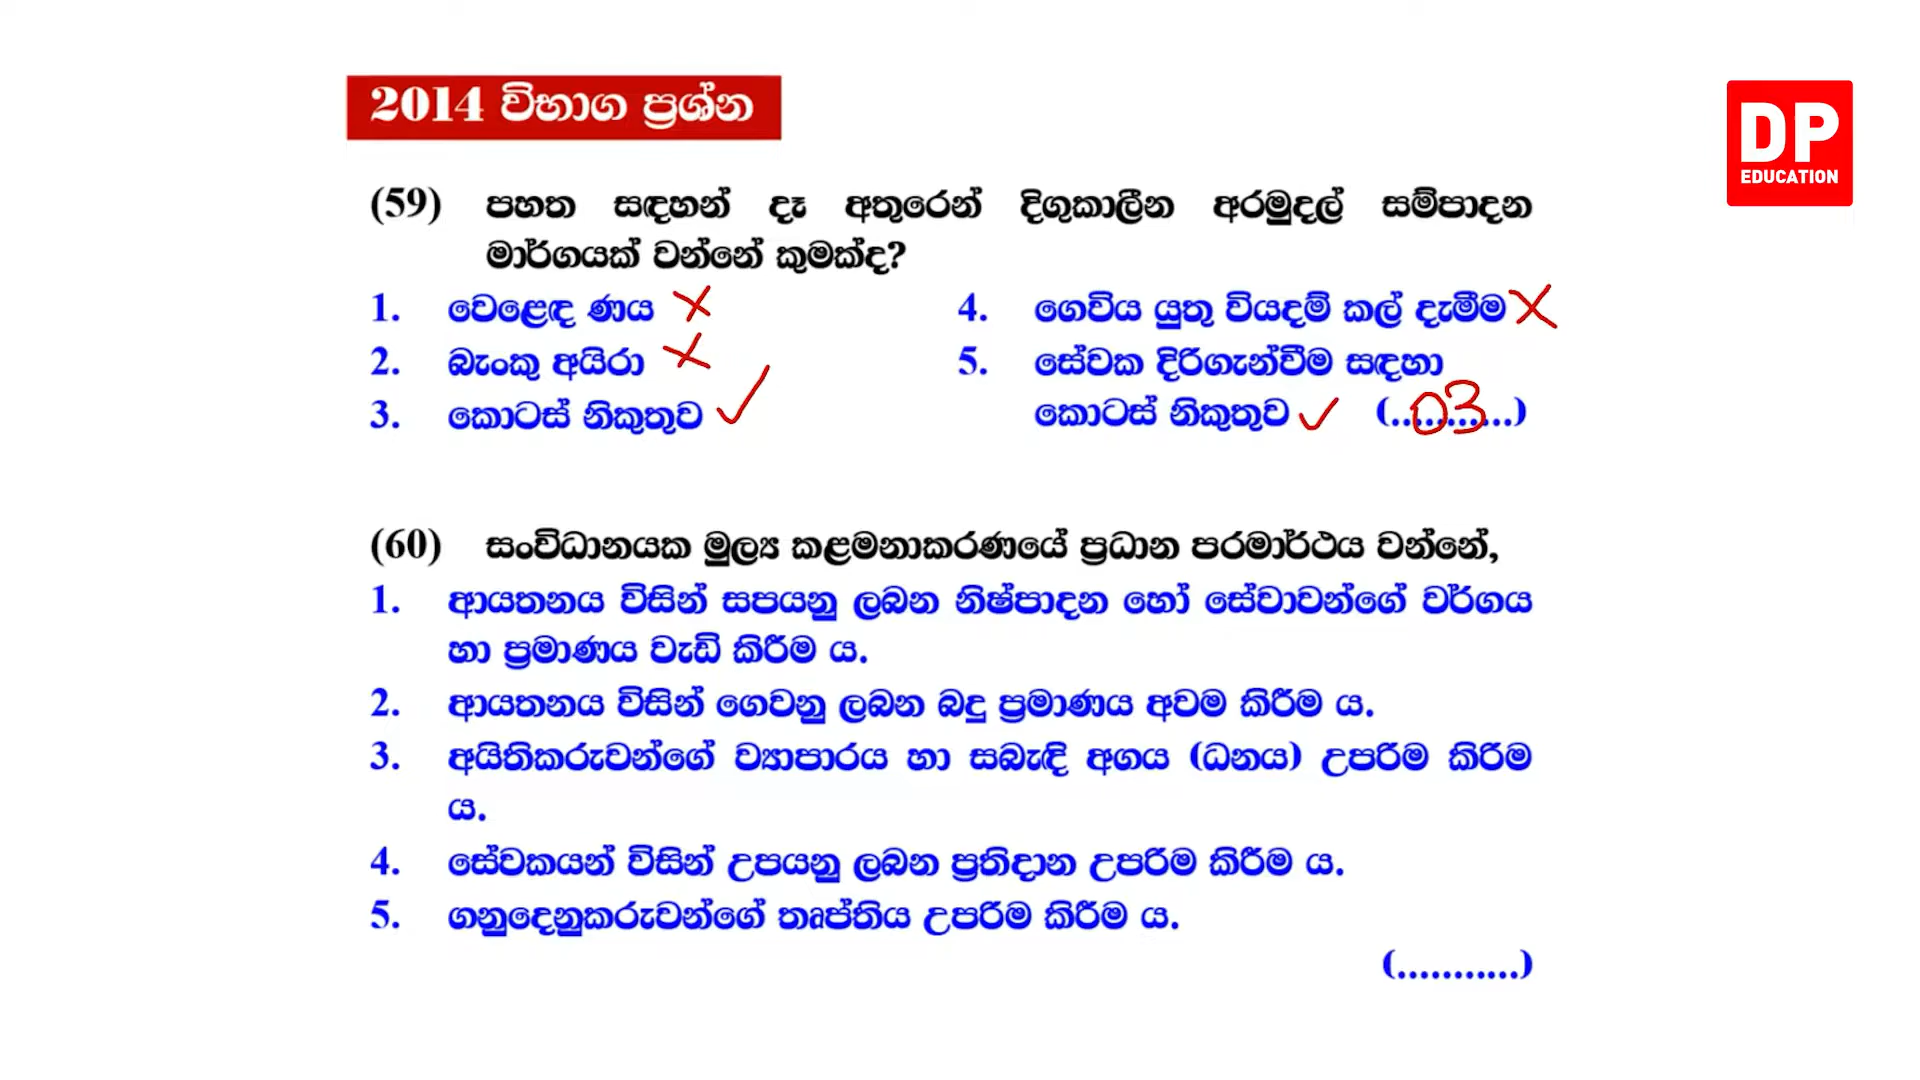 2014 විභාග ප්‍රශ්න
DP
EDUCATION
(59) පහත සඳහන් දෑ අතුරෙන් දිගුකාලීන අරමුදල් සම්පාදන
මාර්ගයක් වන්නේ කුමක්ද?
1. වෙළෙඳ ණය ✗
2. බැංකු අයිරා ✗
3. කොටස් නිකුතුව ✓
4. ගෙවිය යුතු වියදම් කල් දැමීම ✗
5. සේවක දිරිගැන්වීම සඳහා
කොටස් නිකුතුව ✓ (....03....)
(60) සංවිධානයක මුල්‍ය කළමනාකරණයේ ප්‍රධාන පරමාර්ථය වන්නේ,
1. ආයතනය විසින් සපයනු ලබන නිෂ්පාදන හෝ සේවාවන්ගේ වර්ගය
හා ප්‍රමාණය වැඩි කිරීම ය.
2. ආයතනය විසින් ගෙවනු ලබන බදු ප්‍රමාණය අවම කිරීම ය.
3. අයිතිකරුවන්ගේ ව්‍යාපාරය හා සබැඳි අගය (ධනය) උපරිම කිරිම
ය.
4. සේවකයන් විසින් උපයනු ලබන ප්‍රතිදාන උපරිම කිරීම ය.
5. ගනුදෙනුකරුවන්ගේ තෘප්තිය උපරිම කිරීම ය.
(...........)